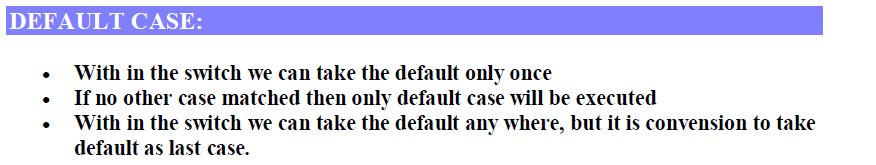 DEFAULT CASE:
• With in the switch we can take the default only once
• If no other case matched then only default case will be executed
• With in the switch we can take the default any where, but it is convension to take
default as last case.